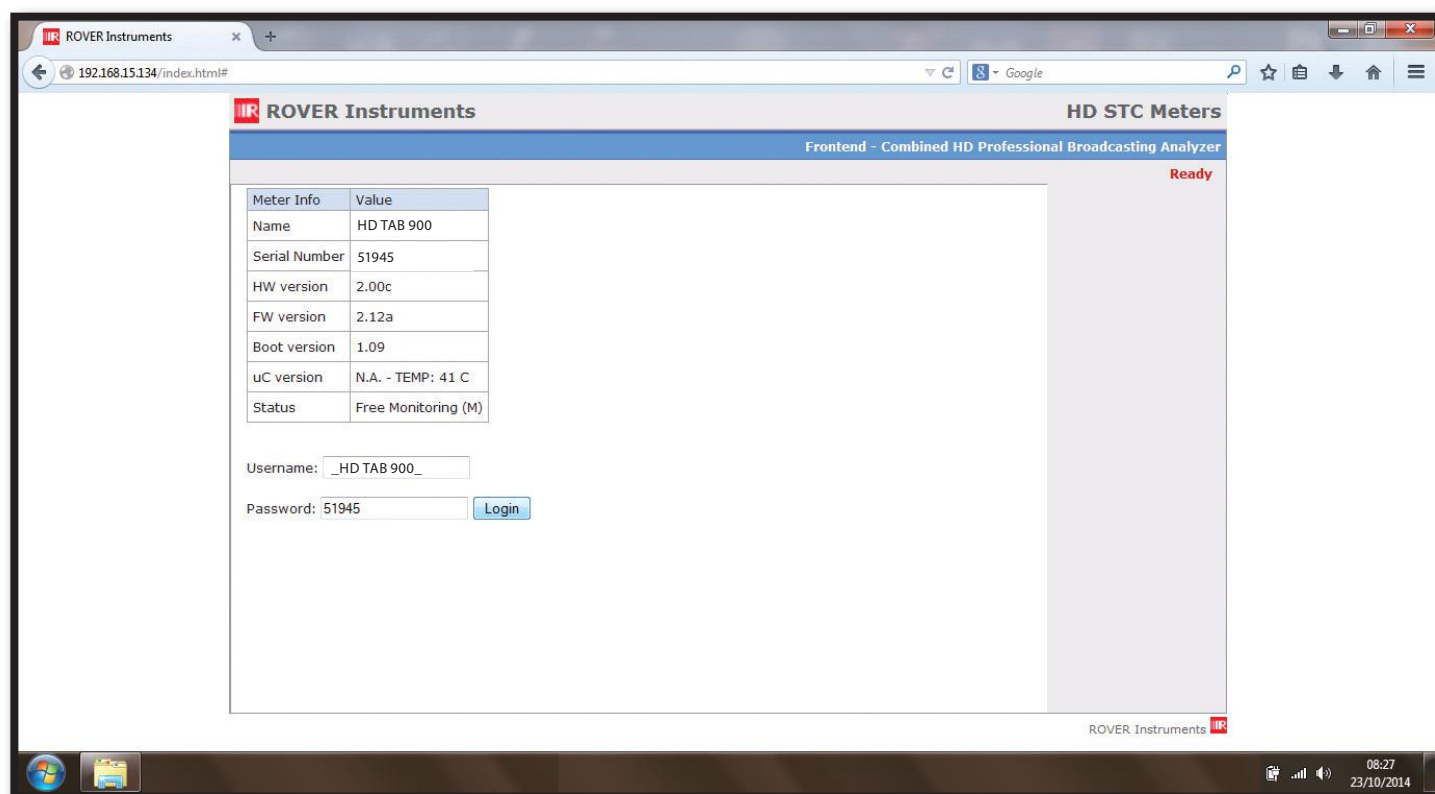 ROVER Instruments
192.168.15.134/index.html#
Google
ROVER Instruments
HD STC Meters
Frontend - Combined HD Professional Broadcasting Analyzer
Ready
Meter Info Value
Name HD TAB 900
Serial Number 51945
HW version 2.00c
FW version 2.12a
Boot version 1.09
uC version N.A. - TEMP: 41 C
Status Free Monitoring (M)
Username: _HD TAB 900_
Password: 51945 Login
ROVER Instruments
08:27
23/10/2014